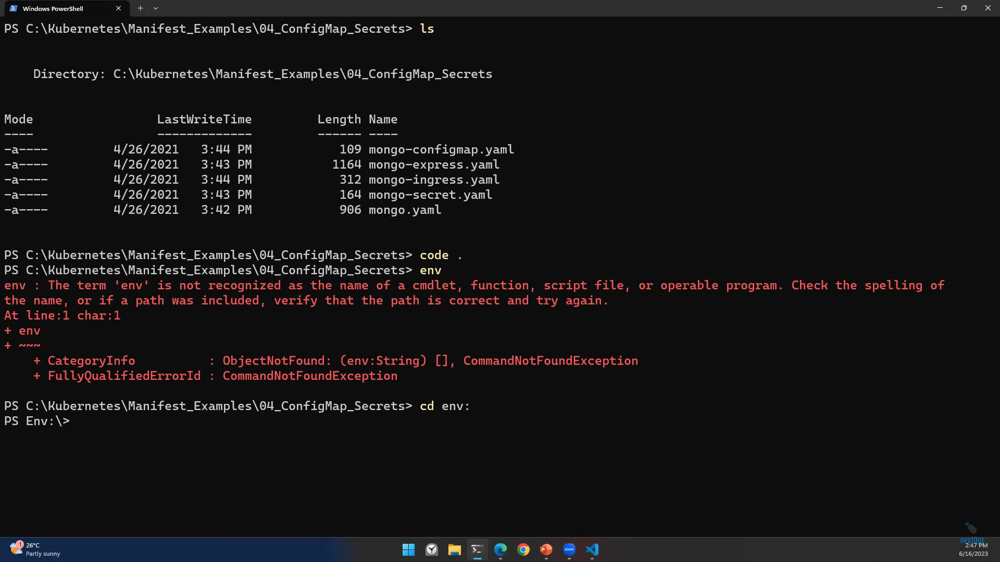 Windows PowerShell
PS C:\Kubernetes\Manifest_Examples\04_ConfigMap_Secrets> ls
Directory: C:\Kubernetes\Manifest_Examples\04_ConfigMap_Secrets
Mode LastWriteTime Length Name
---- ------------- ------ ----
-a---- 4/26/2021 3:44 PM 109 mongo-configmap.yaml
-a---- 4/26/2021 3:43 PM 1164 mongo-express.yaml
-a---- 4/26/2021 3:44 PM 312 mongo-ingress.yaml
-a---- 4/26/2021 3:43 PM 164 mongo-secret.yaml
-a---- 4/26/2021 3:42 PM 906 mongo.yaml
PS C:\Kubernetes\Manifest_Examples\04_ConfigMap_Secrets> code .
PS C:\Kubernetes\Manifest_Examples\04_ConfigMap_Secrets> env
env : The term 'env' is not recognized as the name of a cmdlet, function, script file, or operable program. Check the spelling of
the name, or if a path was included, verify that the path is correct and try again.
At line:1 char:1
+ env
+ ~~~
+ CategoryInfo : ObjectNotFound: (env:String) [], CommandNotFoundException
+ FullyQualifiedErrorId : CommandNotFoundException
PS C:\Kubernetes\Manifest_Examples\04_ConfigMap_Secrets> cd env:
PS Env:\>
nextOps
1
26°C
Partly sunny
P
zoom
2:47 PM
6/16/2023